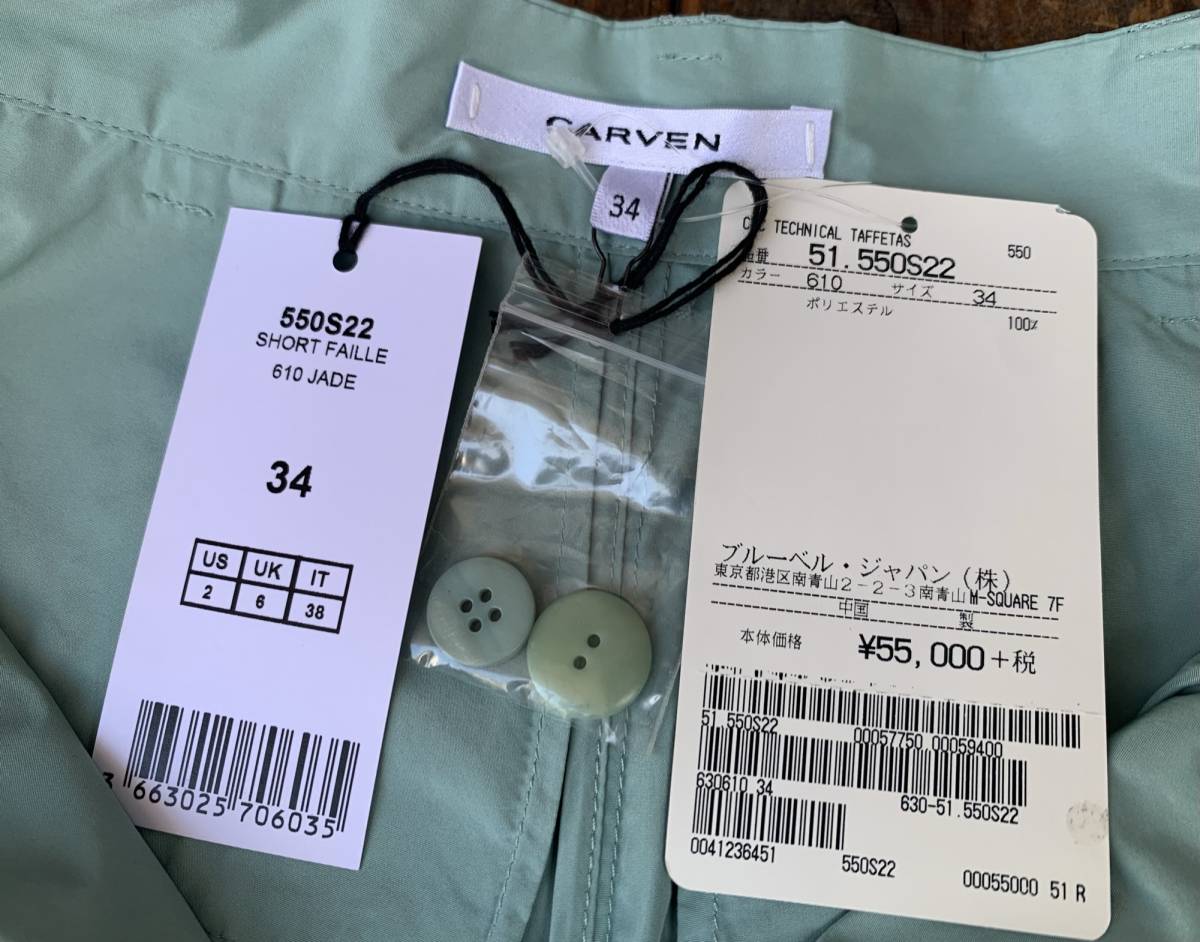 CARVEN
34
550S22
SHORT FAILLE
610 JADE
34
US UK IT
2 6 38
3 663025 706035
TECHNICAL TAFFETAS 550
品番 51.550S22
カラー 610 サイズ 34
ポリエステル 100%
ブルーベル・ジャパン(株)
東京都港区南青山2-2-3南青山M-SQUARE 7F
中国 製
本体価格 ¥55,000+税
51.550S22 00057750 00059400
630610 34 630-51.550S22
0041236451 550S22 00055000 51 R